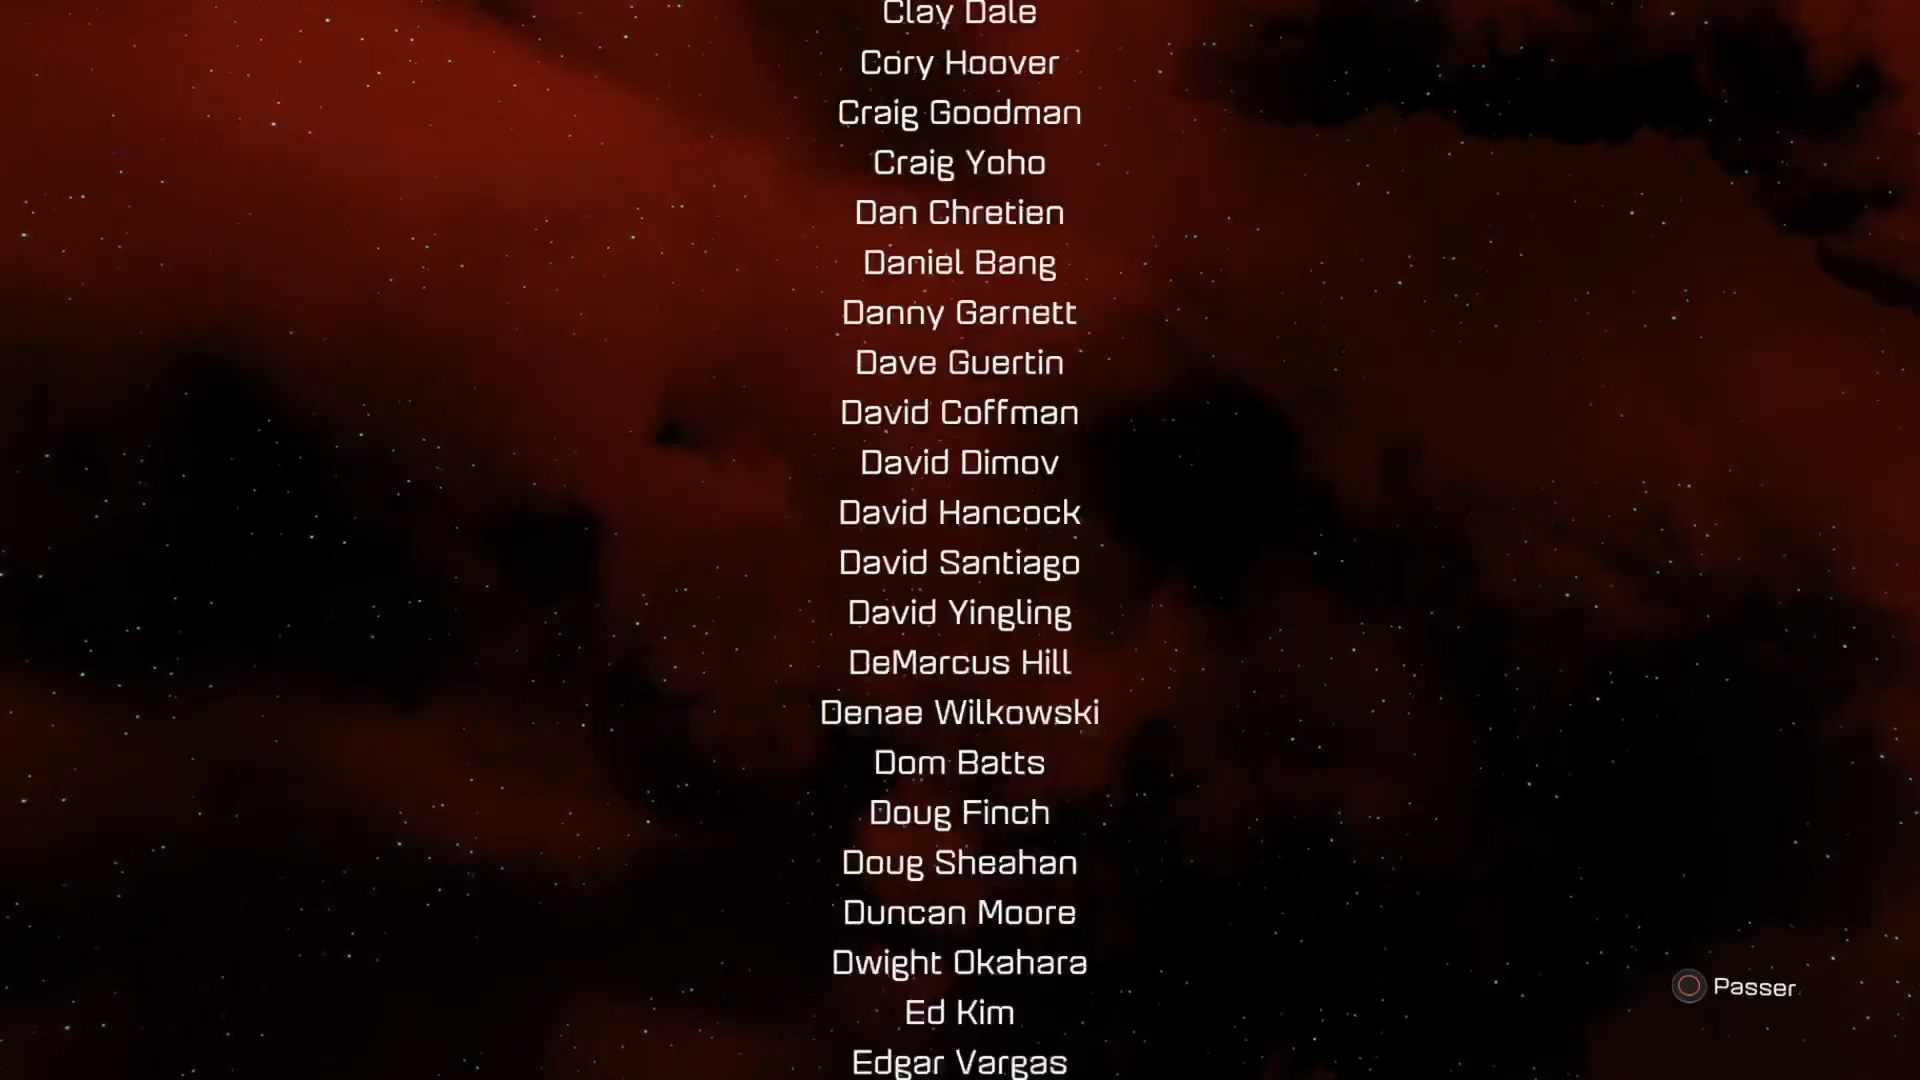 Clay Dale
Cory Hoover
Craig Goodman
Craig Yoho
Dan Chretien
Daniel Bang
Danny Garnett
Dave Guertin
David Coffman
David Dimov
David Hancock
David Santiago
David Yingling
DeMarcus Hill
Denae Wilkowski
Dom Batts
Doug Finch
Doug Sheahan
Duncan Moore
Dwight Okahara
Passer
Ed Kim
Edgar Vargas